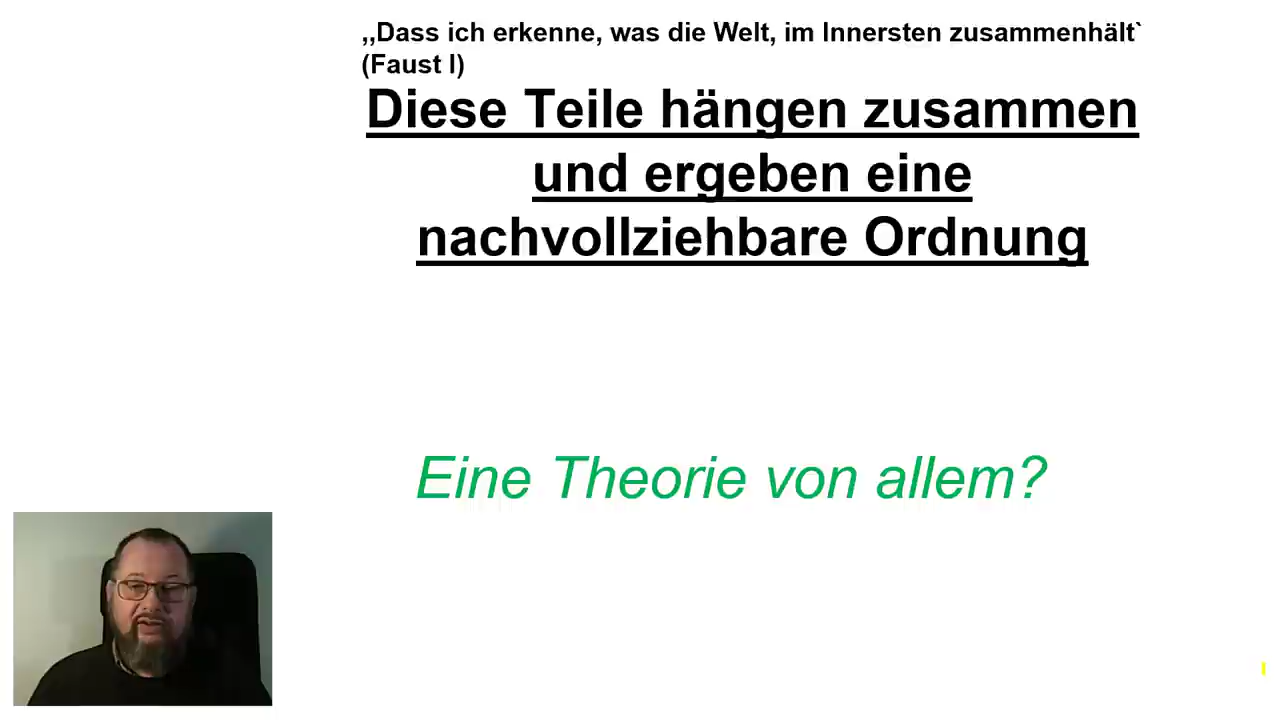 ,,Dass ich erkenne, was die Welt, im Innersten zusammenhält`
(Faust I)
Diese Teile hängen zusammen
und ergeben eine
nachvollziehbare Ordnung
Eine Theorie von allem?